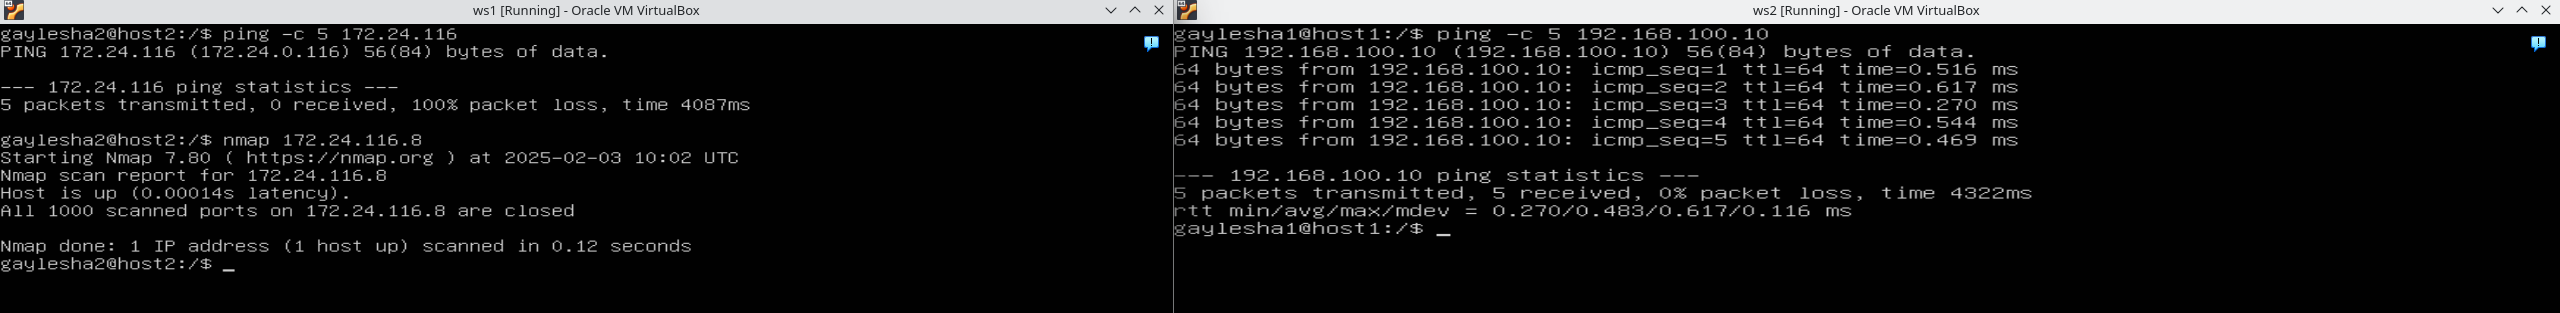 ws1 [Running] - Oracle VM VirtualBox
gaylesha2@host2:/$ ping -c 5 172.24.116
PING 172.24.116 (172.24.0.116) 56(84) bytes of data.
--- 172.24.116 ping statistics ---
5 packets transmitted, 0 received, 100% packet loss, time 4087ms
gaylesha2@host2:/$ nmap 172.24.116.8
Starting Nmap 7.80 ( https://nmap.org ) at 2025-02-03 10:02 UTC
Nmap scan report for 172.24.116.8
Host is up (0.00014s latency).
All 1000 scanned ports on 172.24.116.8 are closed
Nmap done: 1 IP address (1 host up) scanned in 0.12 seconds
gaylesha2@host2:/$ _
ws2 [Running] - Oracle VM VirtualBox
gaylesha1@host1:/$ ping -c 5 192.168.100.10
PING 192.168.100.10 (192.168.100.10) 56(84) bytes of data.
64 bytes from 192.168.100.10: icmp_seq=1 ttl=64 time=0.516 ms
64 bytes from 192.168.100.10: icmp_seq=2 ttl=64 time=0.617 ms
64 bytes from 192.168.100.10: icmp_seq=3 ttl=64 time=0.270 ms
64 bytes from 192.168.100.10: icmp_seq=4 ttl=64 time=0.544 ms
64 bytes from 192.168.100.10: icmp_seq=5 ttl=64 time=0.469 ms
--- 192.168.100.10 ping statistics ---
5 packets transmitted, 5 received, 0% packet loss, time 4322ms
rtt min/avg/max/mdev = 0.270/0.483/0.617/0.116 ms
gaylesha1@host1:/$ _